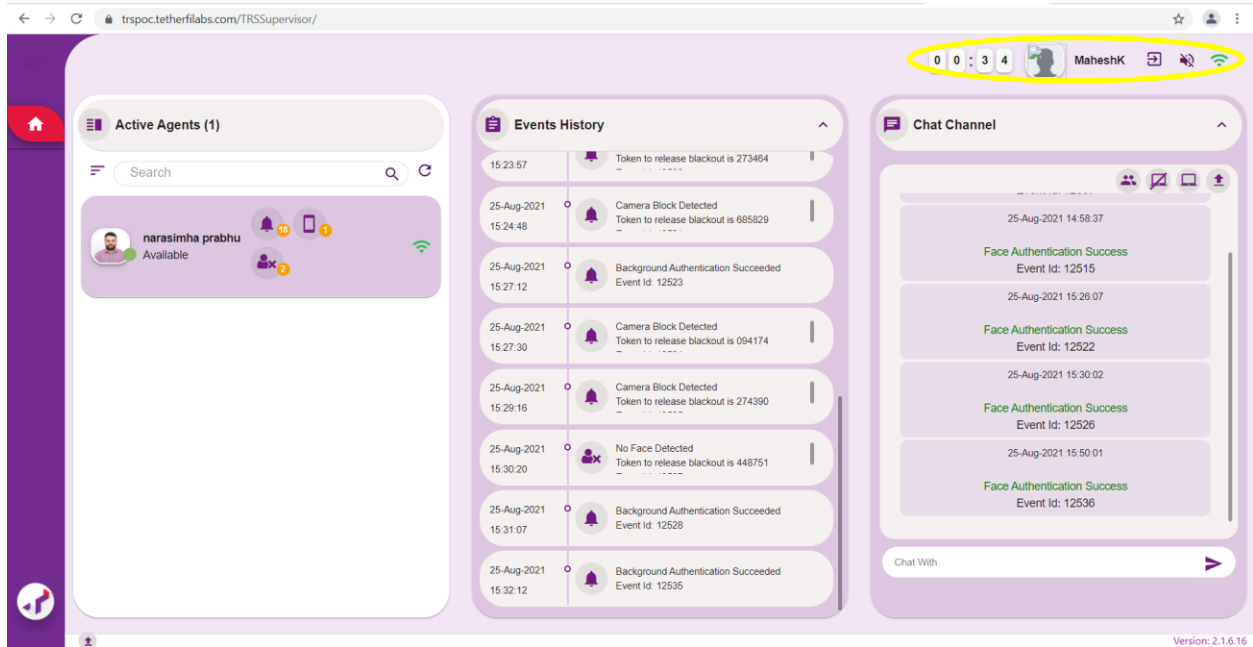 trspoc.tetherfilabs.com/TRSSupervisor/
0 0 : 3 4 MaheshK
Active Agents (1)
Search
narasimha prabhu
18 1
Available
2
Events History
15:23:57 Token to release blackout is 273464
25-Aug-2021 Camera Block Detected
15:24:48 Token to release blackout is 685829
25-Aug-2021 Background Authentication Succeeded
15:27:12 Event Id: 12523
25-Aug-2021 Camera Block Detected
15:27:30 Token to release blackout is 094174
25-Aug-2021 Camera Block Detected
15:29:16 Token to release blackout is 274390
25-Aug-2021 No Face Detected
15:30:20 Token to release blackout is 448751
25-Aug-2021 Background Authentication Succeeded
15:31:07 Event Id: 12528
25-Aug-2021 Background Authentication Succeeded
15:32:12 Event Id: 12535
Chat Channel
25-Aug-2021 14:58:37
Face Authentication Success
Event Id: 12515
25-Aug-2021 15:26:07
Face Authentication Success
Event Id: 12522
25-Aug-2021 15:30:02
Face Authentication Success
Event Id: 12526
25-Aug-2021 15:50:01
Face Authentication Success
Event Id: 12536
Chat With
Version: 2.1.6.16